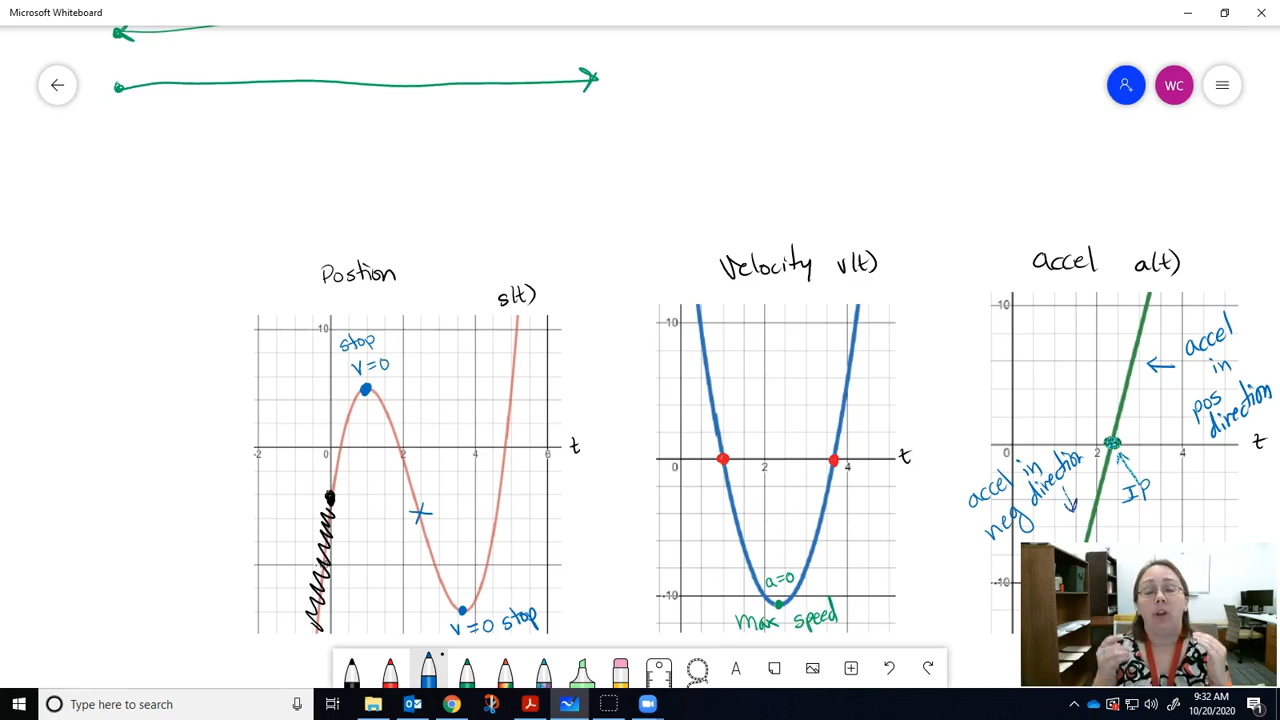 Microsoft Whiteboard
WC
Postion
s(t)
10
stop
v=0
-2
0
2
6
t
v=0 stop
Velocity v(t)
10
0
2
4
t
-10
a=0
max speed
accel a(t)
10
0
2
4
t
-10
accel
in
pos
direction
accel in
neg direction
IP
A
Type here to search
9:32 AM
10/20/2020